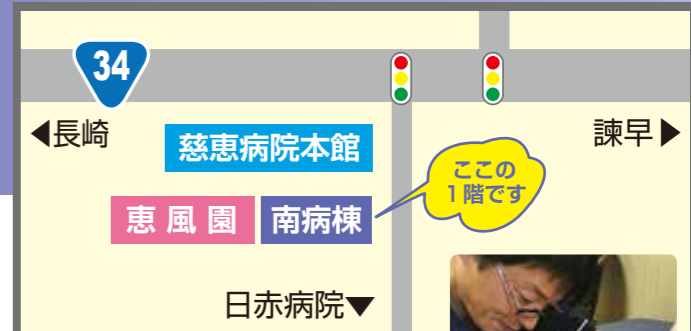 34
◀長崎
諫早▶
慈恵病院本館
ここの
1階です
恵風園
南病棟
日赤病院▼